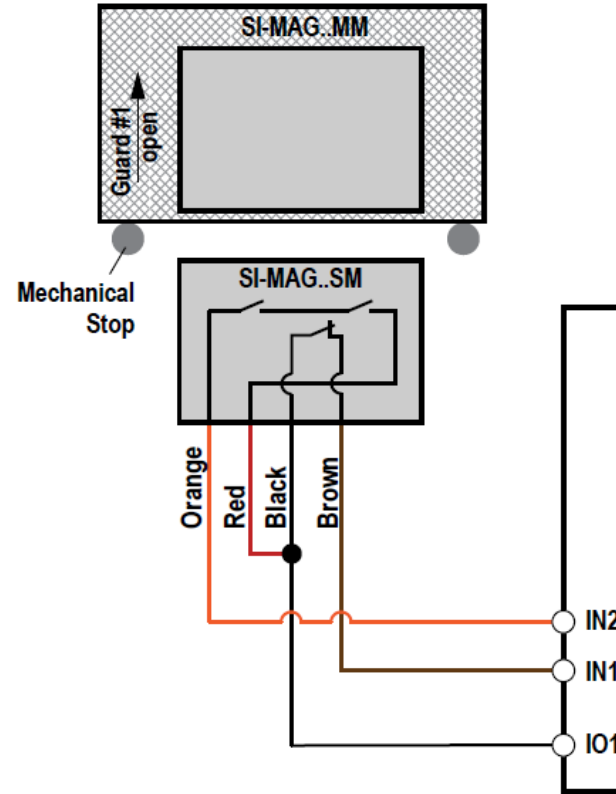 SI-MAG..MM
Guard #1
open
Mechanical
Stop
SI-MAG..SM
Orange
Red
Black
Brown
IN2
IN1
IO1